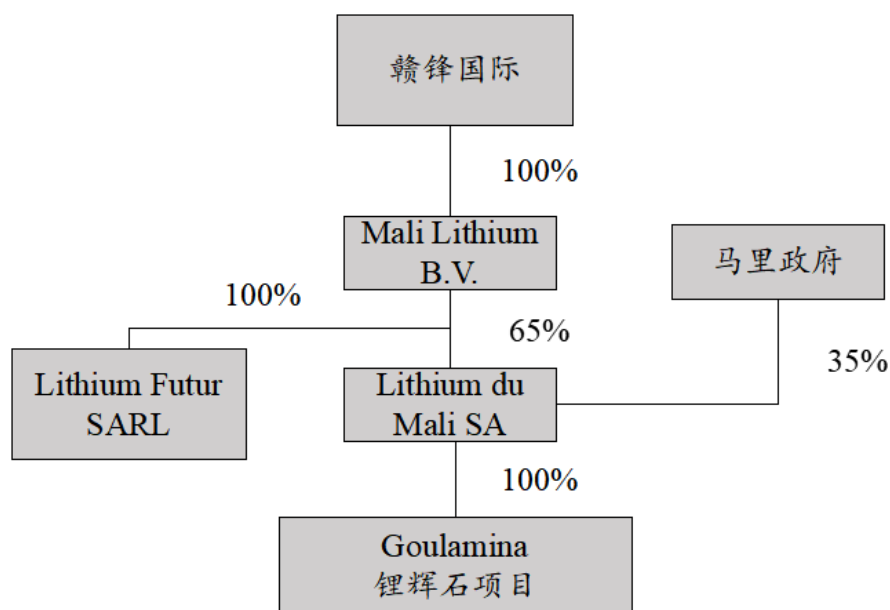 赣锋国际
100%
Mali Lithium
B.V.
马里政府
100%
65%
35%
Lithium Futur
SARL
Lithium du
Mali SA
100%
Goulamina
锂辉石项目